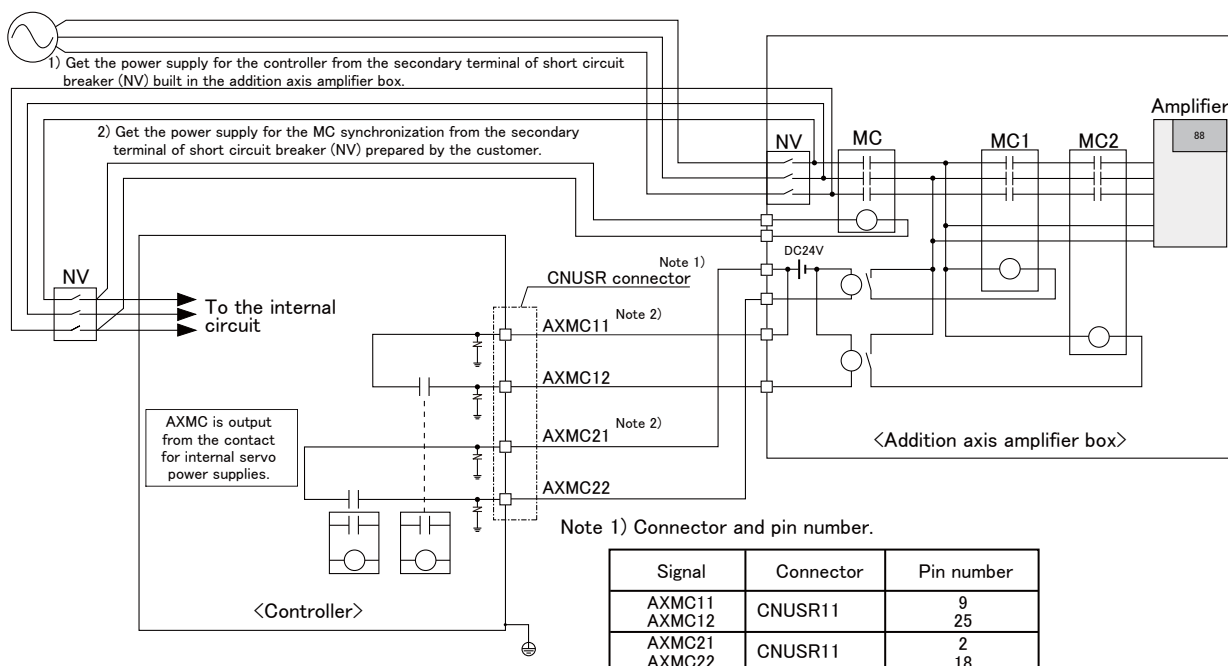 1) Get the power supply for the controller from the secondary terminal of short circuit
breaker (NV) built in the addition axis amplifier box.
2) Get the power supply for the MC synchronization from the secondary
terminal of short circuit breaker (NV) prepared by the customer.
Amplifier
88
NV
MC
MC1
MC2
DC24V
NV
To the internal
circuit
Note 1)
CNUSR connector
AXMC11 Note 2)
AXMC12
AXMC21 Note 2)
AXMC22
AXMC is output
from the contact
for internal servo
power supplies.
<Addition axis amplifier box>
<Controller>
Note 1) Connector and pin number.
Signal Connector Pin number
AXMC11 CNUSR11 9
AXMC12 25
AXMC21 CNUSR11 2
AXMC22 18